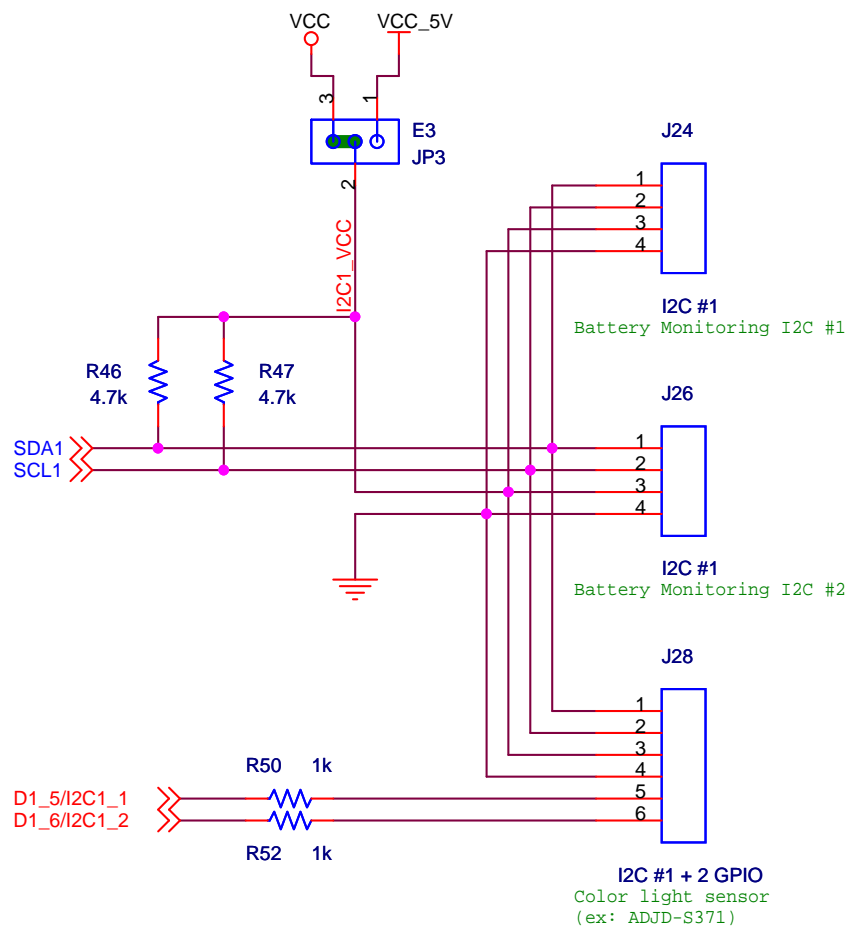 VCC VCC_5V
3 1
E3
JP3
2
I2C1_VCC
J24
1
2
3
4
I2C #1
Battery Monitoring I2C #1
R46
4.7k
R47
4.7k
J26
SDA1
SCL1
1
2
3
4
I2C #1
Battery Monitoring I2C #2
J28
1
2
3
4
5
6
R50 1k
D1_5/I2C1_1
D1_6/I2C1_2
R52 1k
I2C #1 + 2 GPIO
Color light sensor
(ex: ADJD-S371)